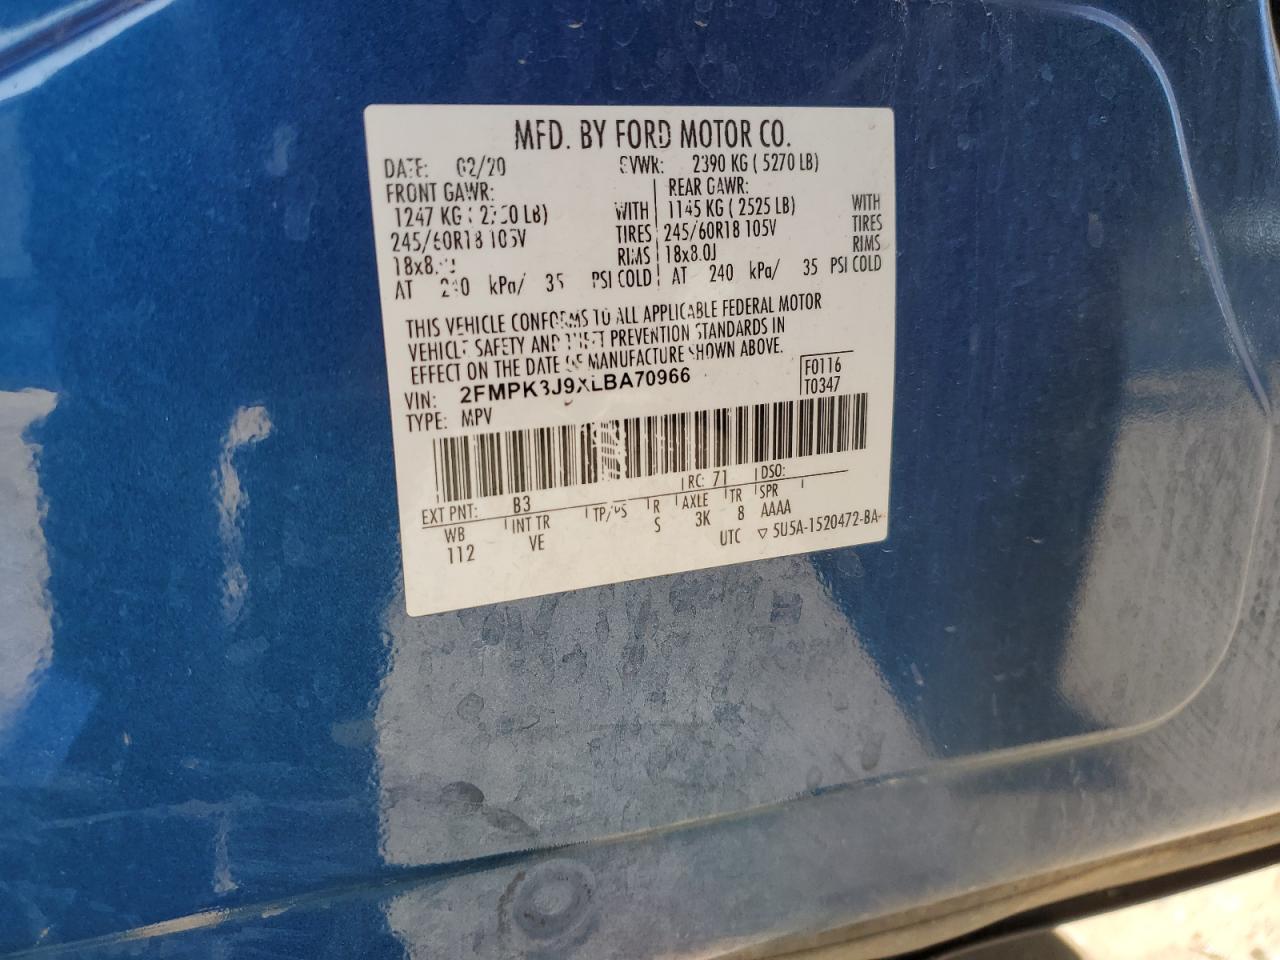 MFD. BY FORD MOTOR CO.
DATE: 02/20 GVWR: 2390 KG ( 5270 LB)
FRONT GAWR: REAR GAWR:
1247 KG ( LB) WITH 1145 KG ( 2525 LB) WITH
245/60R18 105V TIRES 245/60R18 105V TIRES
18x8.0J RIMS 18x8.0J RIMS
AT 240 kPa/ 35 PSI COLD AT 240 kPa/ 35 PSI COLD
THIS VEHICLE CONFORMS TO ALL APPLICABLE FEDERAL MOTOR
VEHICLE SAFETY AND THEFT PREVENTION STANDARDS IN
EFFECT ON THE DATE OF MANUFACTURE SHOWN ABOVE.
VIN: 2FMPK3J9XLBA70966 F0116
TYPE: MPV T0347
EXT PNT: B3 RC: 71 DSO:
WB INT TR TP/PS R AXLE TR SPR
112 VE S 3K 8 AAAA
UTC ▽ 5U5A-1520472-BA